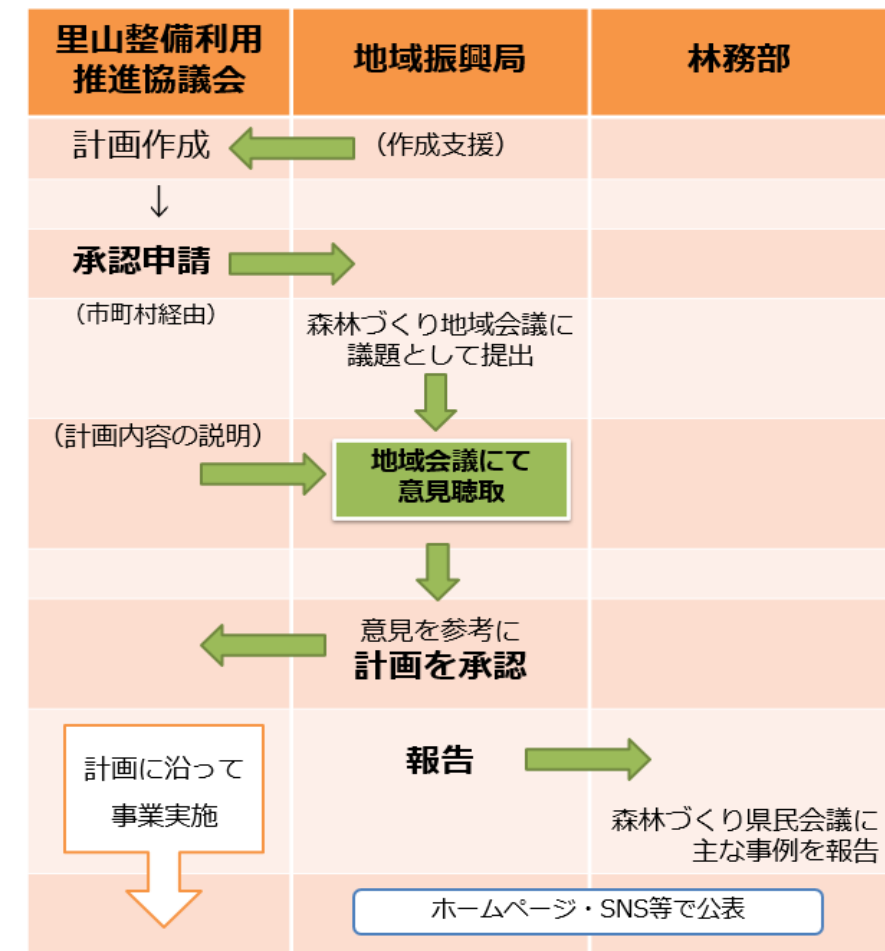 里山整備利用
推進協議会
地域振興局
林務部
計画作成
（作成支援）
↓
承認申請
（市町村経由）
森林づくり地域会議に
議題として提出
（計画内容の説明）
地域会議にて
意見聴取
意見を参考に
計画を承認
計画に沿って
事業実施
報告
森林づくり県民会議に
主な事例を報告
ホームページ・SNS等で公表